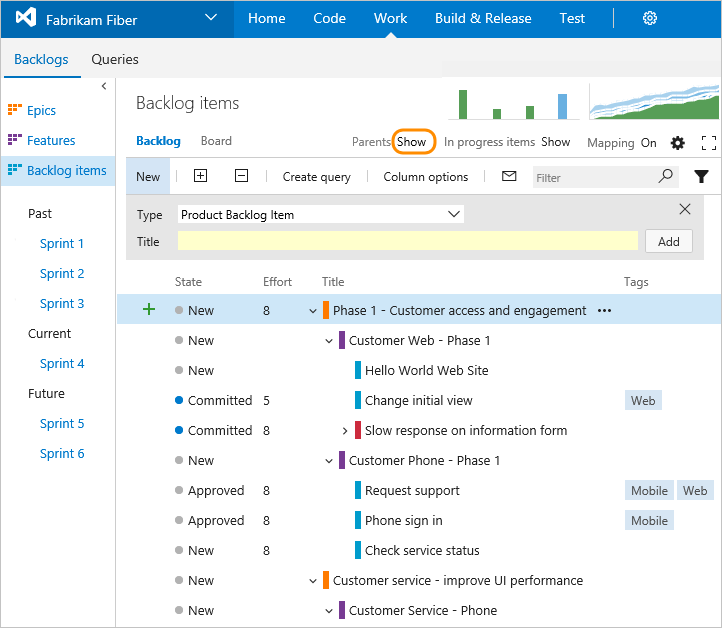 Fabrikam Fiber Home Code Work Build & Release Test
Backlogs Queries
Epics
Features
Backlog items
Past
Sprint 1
Sprint 2
Sprint 3
Current
Sprint 4
Future
Sprint 5
Sprint 6
Backlog items
Backlog Board Parents Show In progress items Show Mapping On
New Create query Column options Filter
Type Product Backlog Item
Title Add
State Effort Title Tags
New 8 Phase 1 - Customer access and engagement
New Customer Web - Phase 1
New Hello World Web Site
Committed 5 Change initial view Web
Committed 8 Slow response on information form
New Customer Phone - Phase 1
Approved 8 Request support Mobile Web
Approved 8 Phone sign in Mobile
New 8 Check service status
New Customer service - improve UI performance
New Customer Service - Phone